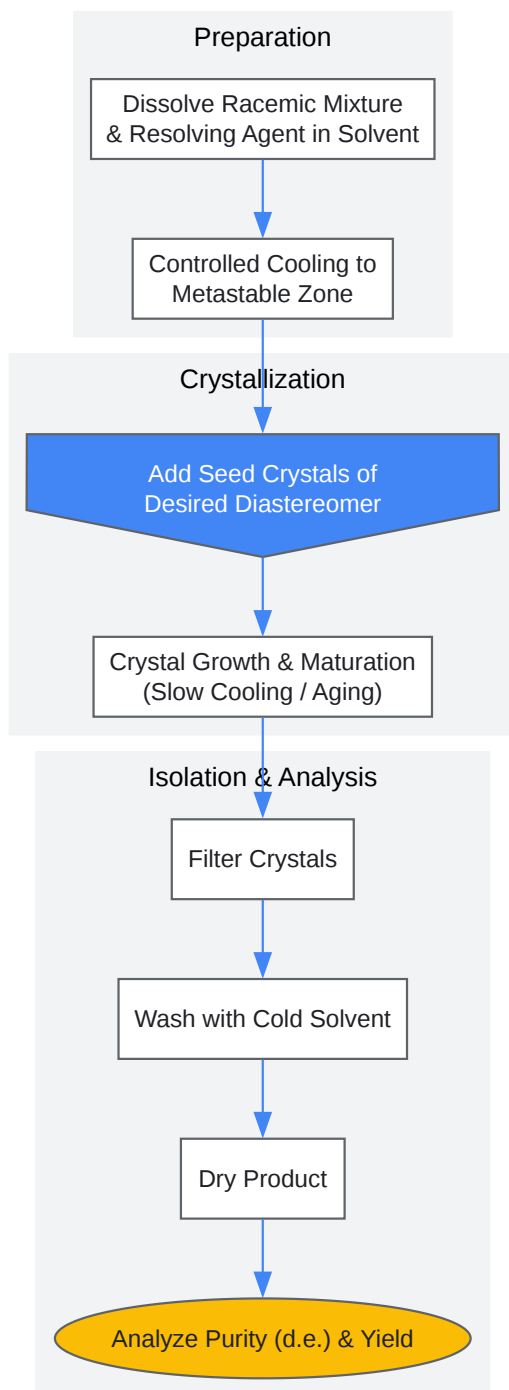 Preparation
Dissolve Racemic Mixture
& Resolving Agent in Solvent
Controlled Cooling to
Metastable Zone
Crystallization
Add Seed Crystals of
Desired Diastereomer
Crystal Growth & Maturation
(Slow Cooling / Aging)
Isolation & Analysis
Filter Crystals
Wash with Cold Solvent
Dry Product
Analyze Purity (d.e.) & Yield